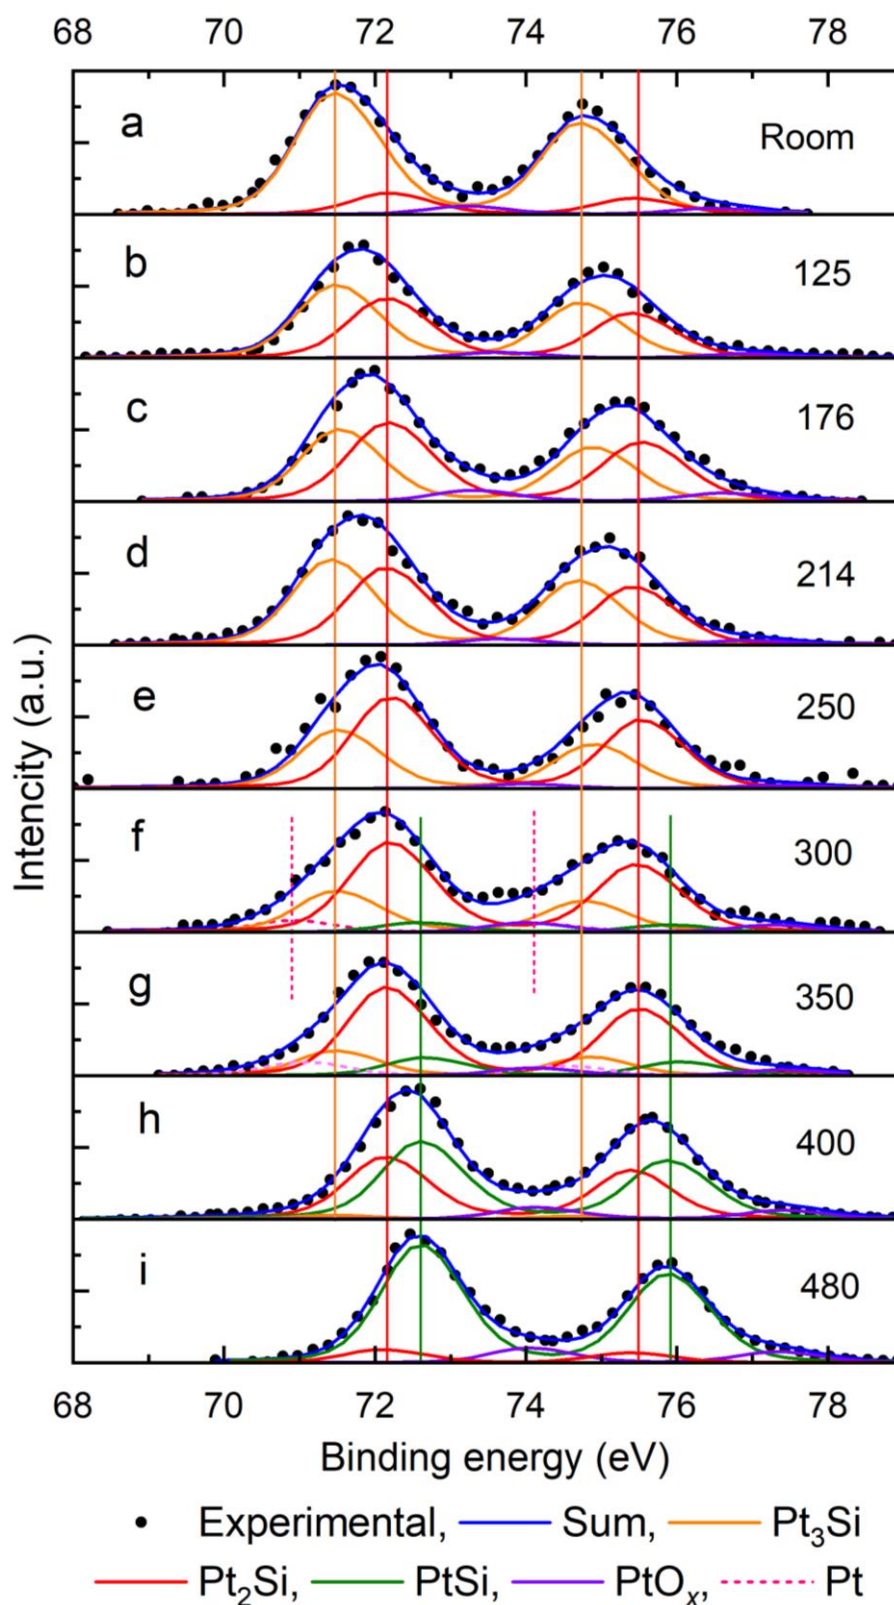 68 70 72 74 76 78
a Room
b 125
c 176
d 214
e 250
f 300
g 350
h 400
i 480
Intencity (a.u.)
68 70 72 74 76 78
Binding energy (eV)
Experimental, Sum, Pt₃Si
Pt₂Si, PtSi, PtOₓ, Pt